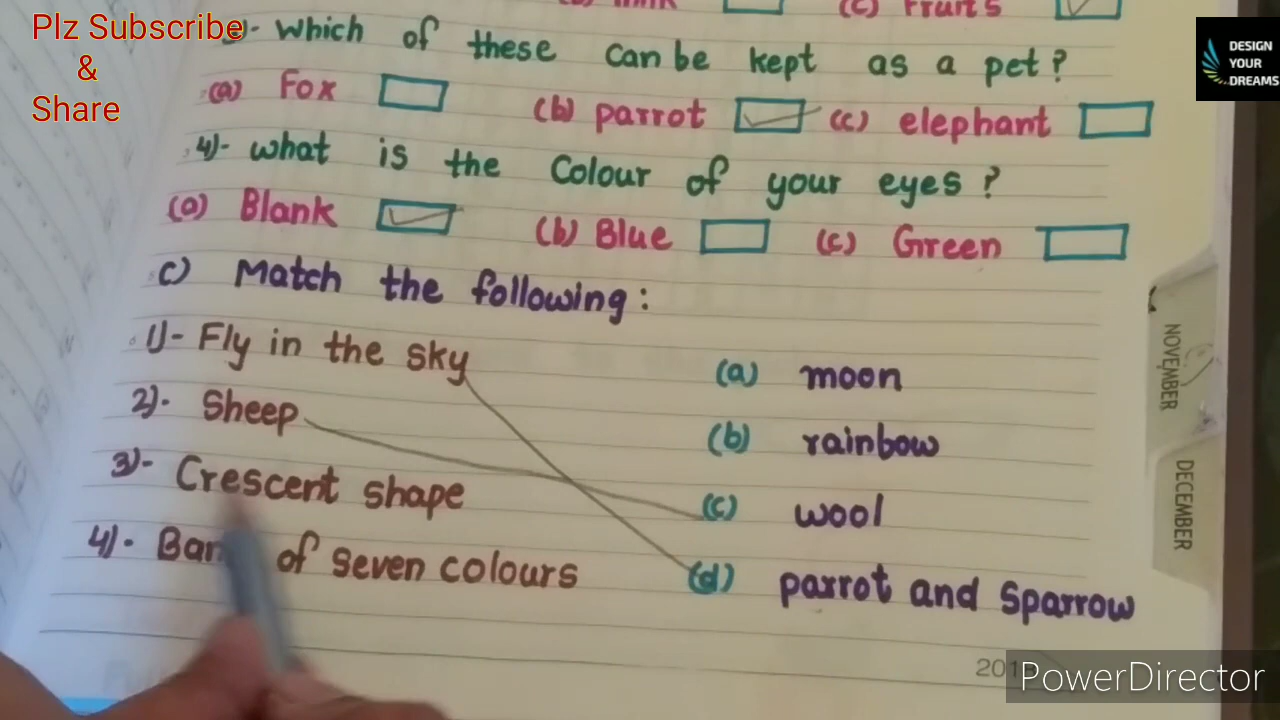 Plz Subscribe
&
Share
DESIGN
YOUR
DREAMS
(c) Fruits
3)- Which of these can be kept as a pet?
(a) Fox (b) parrot (c) elephant
4)- what is the Colour of your eyes?
(a) Blank (b) Blue (c) Green
C) Match the following:
1)- Fly in the sky (a) moon
2)- Sheep (b) rainbow
3)- Crescent shape (c) wool
4)- of seven colours (d) parrot and sparrow
NOVEMBER
DECEMBER
PowerDirector